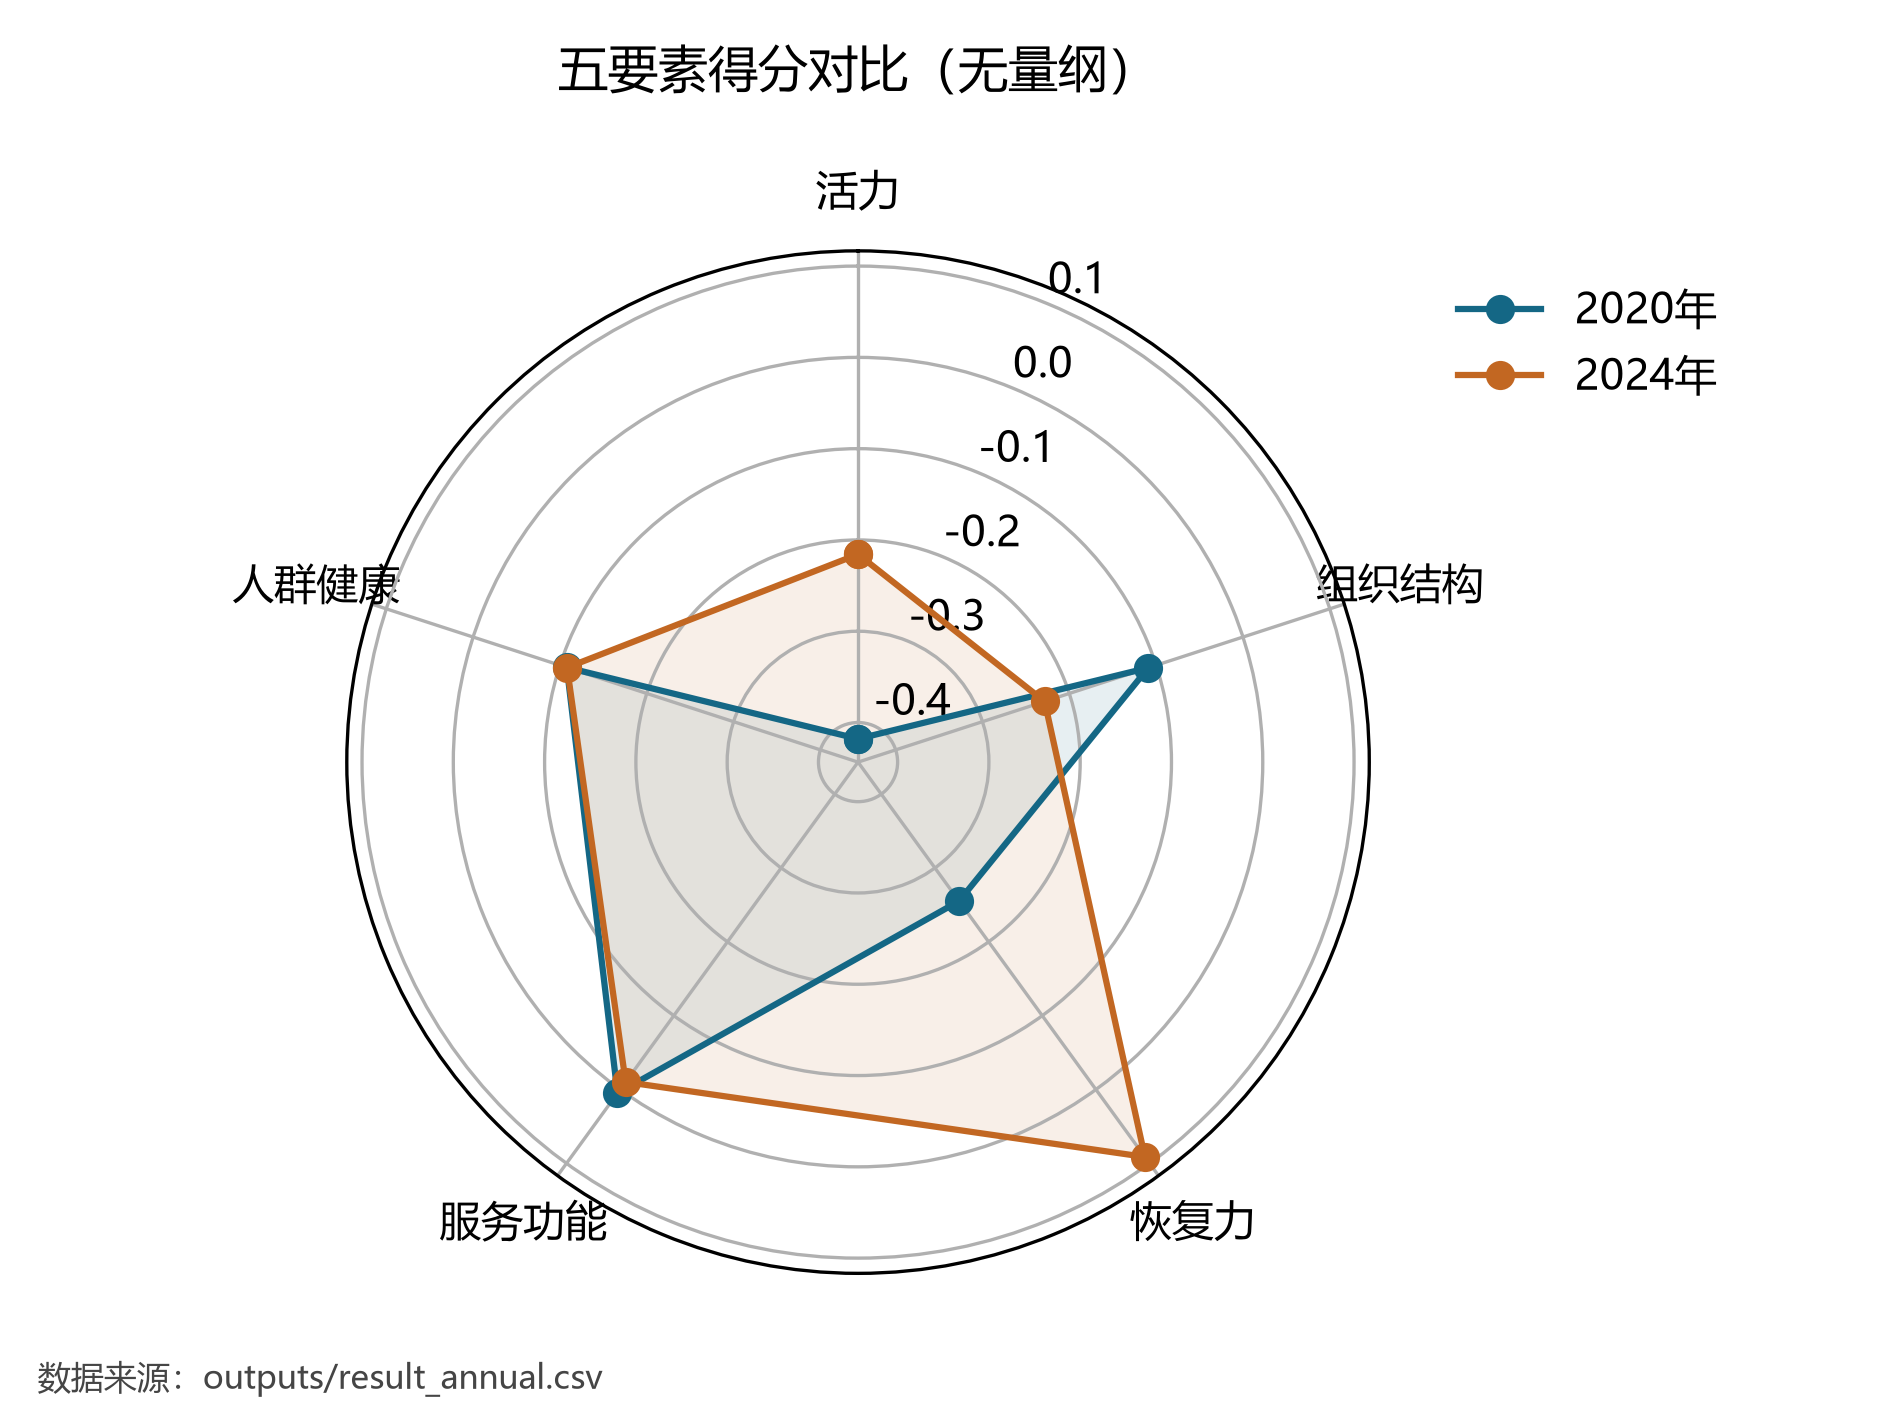 五要素得分对比（无量纲）
活力
0.1
0.0
-0.1
-0.2
-0.3
-0.4
2020年
2024年
人群健康
组织结构
服务功能
恢复力
数据来源：outputs/result_annual.csv